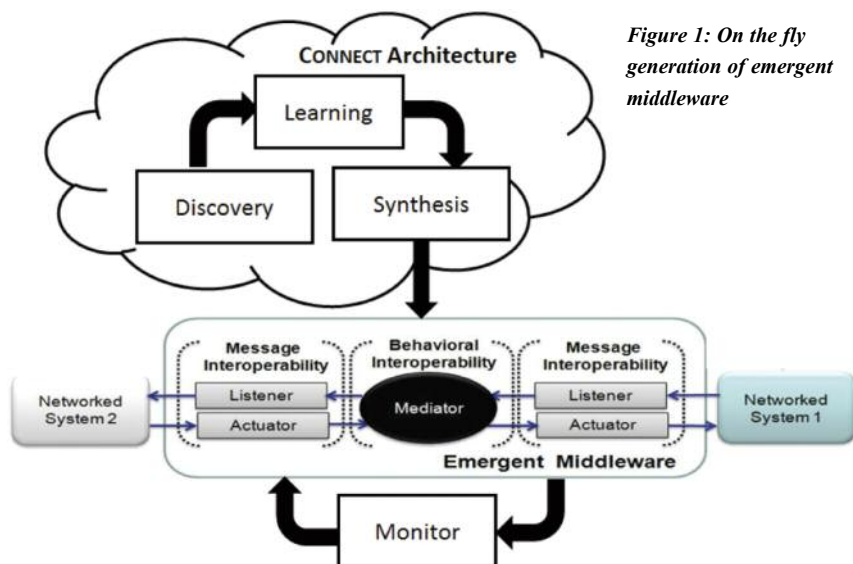 CONNECT Architecture
Figure 1: On the fly
generation of emergent
middleware
Learning
Discovery
Synthesis
Message
Interoperability
Behavioral
Interoperability
Message
Interoperability
Networked
System 2
Listener
Actuator
Mediator
Listener
Actuator
Networked
System 1
Emergent Middleware
Monitor